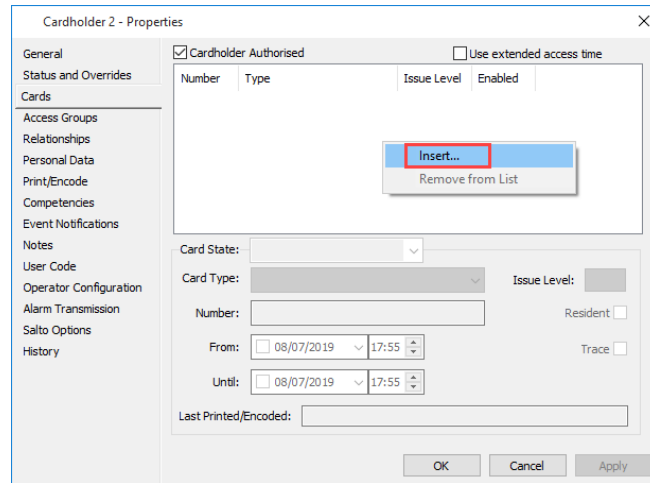 Cardholder 2 - Properties
General
Status and Overrides
Cards
Access Groups
Relationships
Personal Data
Print/Encode
Competencies
Event Notifications
Notes
User Code
Operator Configuration
Alarm Transmission
Salto Options
History
Cardholder Authorised Use extended access time
Number Type Issue Level Enabled
Insert...
Remove from List
Card State:
Card Type: Issue Level:
Number: Resident
From: 08/07/2019 17:55 Trace
Until: 08/07/2019 17:55
Last Printed/Encoded:
OK Cancel Apply